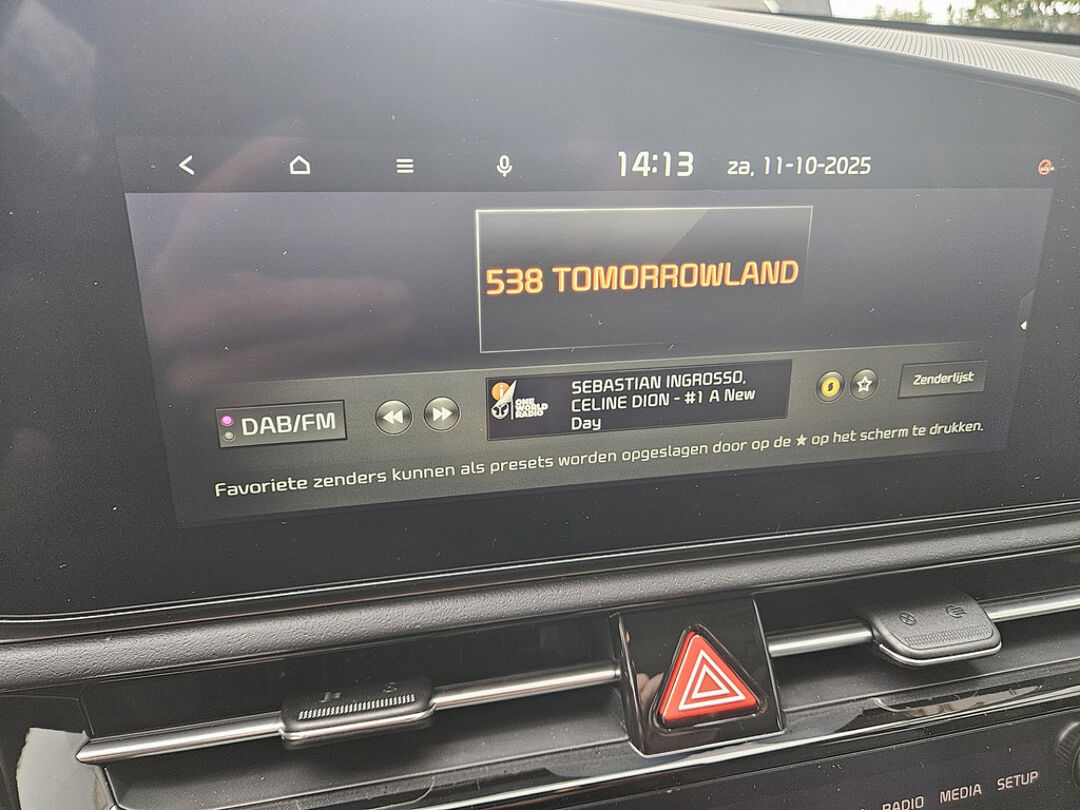 14:13 za, 11-10-2025
538 TOMORROWLAND
ONE
WORLD
RADIO
SEBASTIAN INGROSSO,
CELINE DION - #1 A New
Day
Zenderlijst
DAB/FM
Favoriete zenders kunnen als presets worden opgeslagen door op de ★ op het scherm te drukken.
RADIO MEDIA SETUP